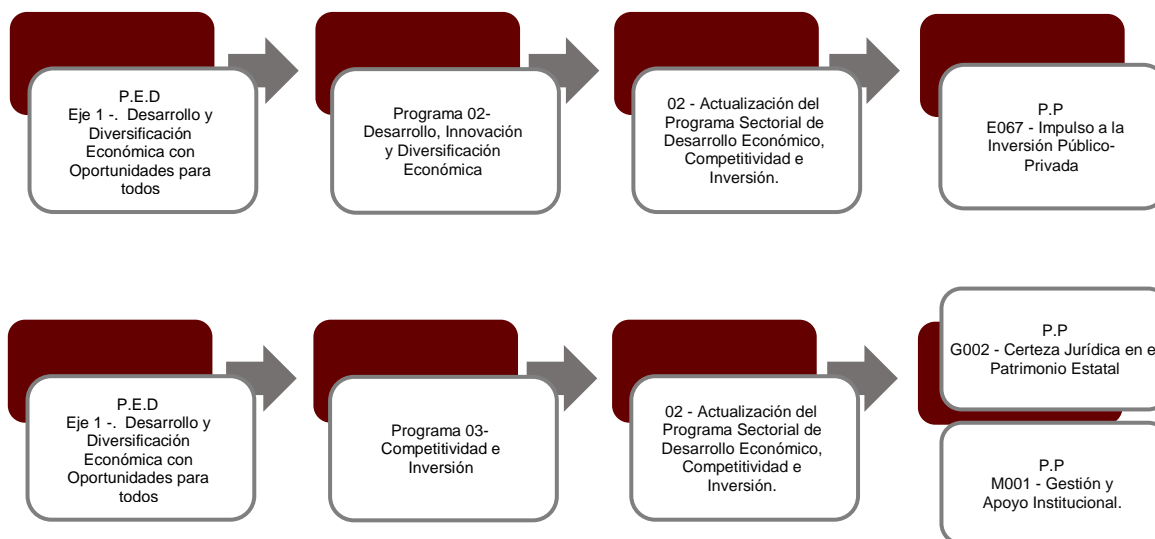 P.E.D
Eje 1 -. Desarrollo y
Diversificación
Económica con
Oportunidades para
todos
Programa 02-
Desarrollo, Innovación
y Diversificación
Económica
02 - Actualización del
Programa Sectorial de
Desarrollo Económico,
Competitividad e
Inversión.
P.P
E067 - Impulso a la
Inversión Público-
Privada
P.E.D
Eje 1 -. Desarrollo y
Diversificación
Económica con
Oportunidades para
todos
Programa 03-
Competitividad e
Inversión
02 - Actualización del
Programa Sectorial de
Desarrollo Económico,
Competitividad e
Inversión.
P.P
G002 - Certeza Jurídica en e
Patrimonio Estatal
P.P
M001 - Gestión y
Apoyo Institucional.